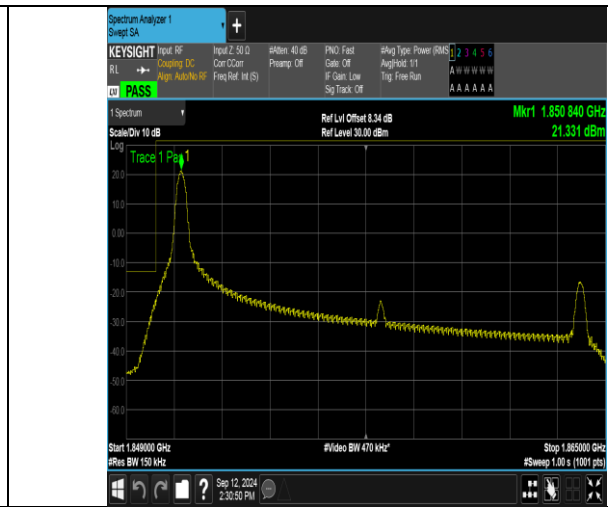 Spectrum Analyzer 1
Swept SA
+
KEYSIGHT Input: RF Input Z: 50 Ω #Atten: 40 dB PNO: Fast #Avg Type: Power (RMS 1 2 3 4 5 6
RL Coupling: DC Corr CCorr Preamp: Off Gate: Off Avg|Hold: 1/1 A W W W W W
Align: Auto/No RF Freq Ref: Int (S) IF Gain: Low Trig: Free Run
LXI PASS Sig Track: Off A A A A A A
1 Spectrum Ref Lvl Offset 8.34 dB Mkr1 1.850 840 GHz
Scale/Div 10 dB Ref Level 30.00 dBm 21.331 dBm
Log
Trace 1 Pas 1
20.0
10.0
0.00
-10.0
-20.0
-30.0
-40.0
-50.0
-60.0
Start 1.849000 GHz #Video BW 470 kHz* Stop 1.865000 GHz
#Res BW 150 kHz #Sweep 1.00 s (1001 pts)
? Sep 12, 2024
2:30:50 PM